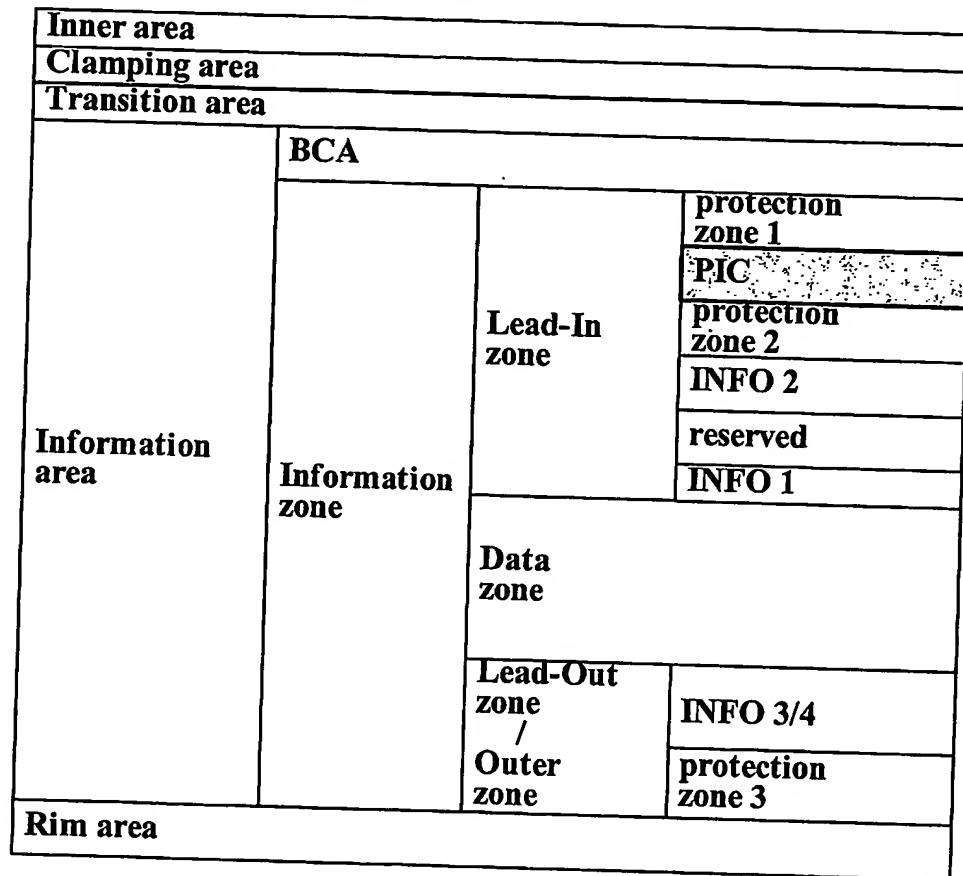 Inner area
Clamping area
Transition area
BCA
protection
zone 1
PIC
Lead-In
zone
protection
zone 2
INFO 2
reserved
INFO 1
Information
area
Information
zone
Data
zone
Lead-Out
zone
/
Outer
zone
INFO 3/4
protection
zone 3
Rim area